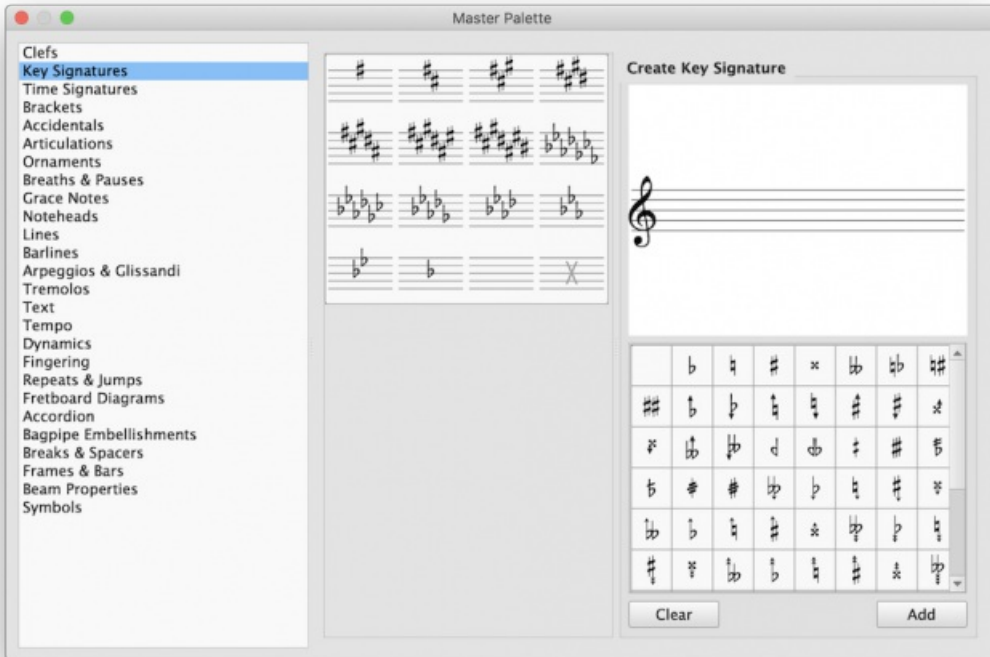 Master Palette
Clefs
Key Signatures
Time Signatures
Brackets
Accidentals
Articulations
Ornaments
Breaths & Pauses
Grace Notes
Noteheads
Lines
Barlines
Arpeggios & Glissandi
Tremolos
Text
Tempo
Dynamics
Fingering
Repeats & Jumps
Fretboard Diagrams
Accordion
Bagpipe Embellishments
Breaks & Spacers
Frames & Bars
Beam Properties
Symbols
Create Key Signature
Clear
Add